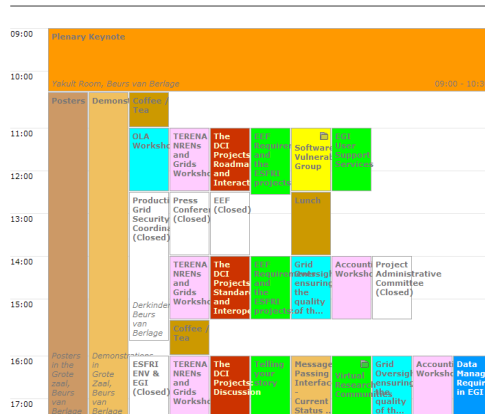 09:00
Plenary Keynote
10:00
Yakult Room, Beurs van Berlage
09:00 - 10:3
Posters
Demonst
Coffee /
Tea
11:00
OLA
Worksho
TERENA
NRENs
and
Grids
Worksho
The
DCI
Projects
Roadma
and
Interact
EEF
Requirer
and
the
ESFRI
projects
Software
Vulnerab
Group
EGI
User
Support
Services
12:00
Producti
Grid
Security
Coordina
(Closed)
Press
Conferen
(Closed)
EEF
(Closed)
Lunch
13:00
14:00
TERENA
NRENs
and
Grids
Worksho
The
DCI
Projects
Standar
and
Interope
EEF
Requirem
and
the
ESFRI
projects
Grid
Oversigh
ensuring
the
quality
of th...
Accounti
Worksho
Project
Administrative
Committee
(Closed)
15:00
Derkinder
Beurs
van
Berlage
Coffee /
Tea
16:00
Posters
in the
Grote
zaal,
Beurs
van
Berlage
Demonstrations
in
Grote
Zaal,
Beurs
van
Berlage
ESFRI
ENV &
EGI
(Closed)
TERENA
NRENs
and
Grids
Worksho
The
DCI
Projects
Discussion
Telling
your
story
Message
Passing
Interfac
-
Current
Status ..
Virtual
Research
Communities
Grid
Oversigh
ensuring
the
quality
of th...
Accounti
Worksho
Data
Manag
Requir
in EGI
17:00